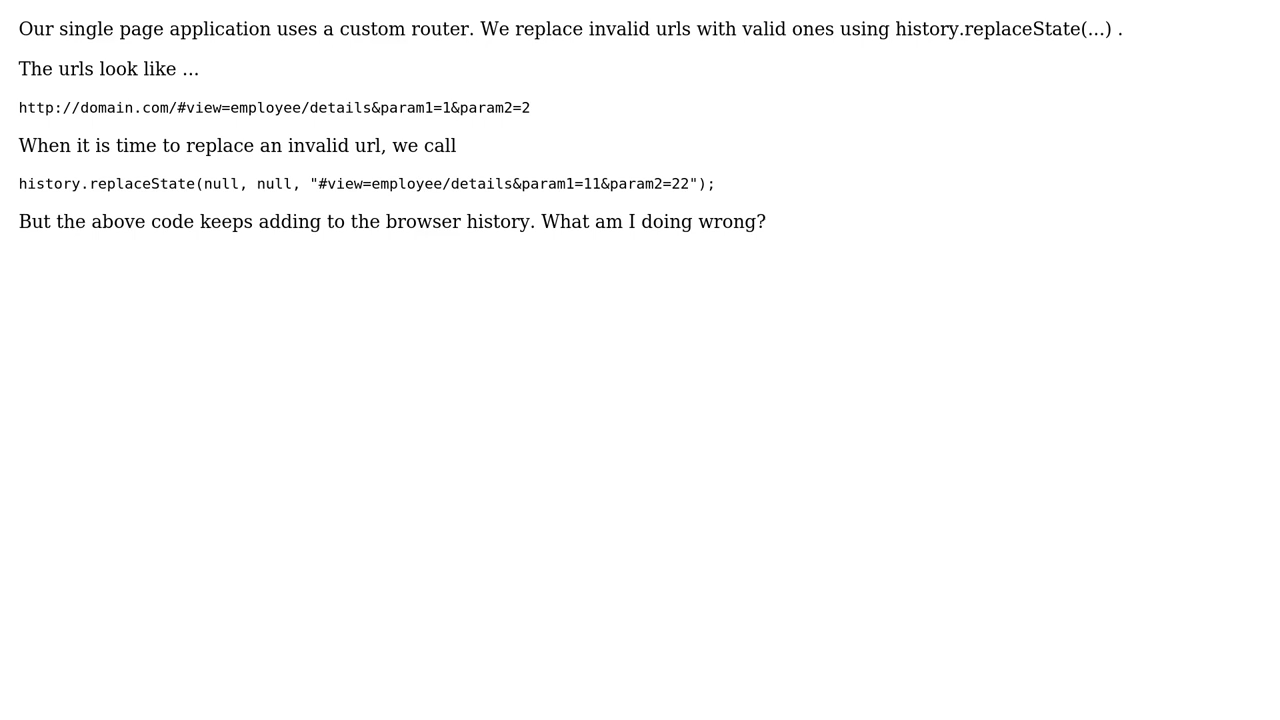 Our single page application uses a custom router. We replace invalid urls with valid ones using history.replaceState(...) .
The urls look like ...
http://domain.com/#view=employee/details&param1=1&param2=2
When it is time to replace an invalid url, we call
history.replaceState(null, null, "#view=employee/details&param1=11&param2=22");
But the above code keeps adding to the browser history. What am I doing wrong?